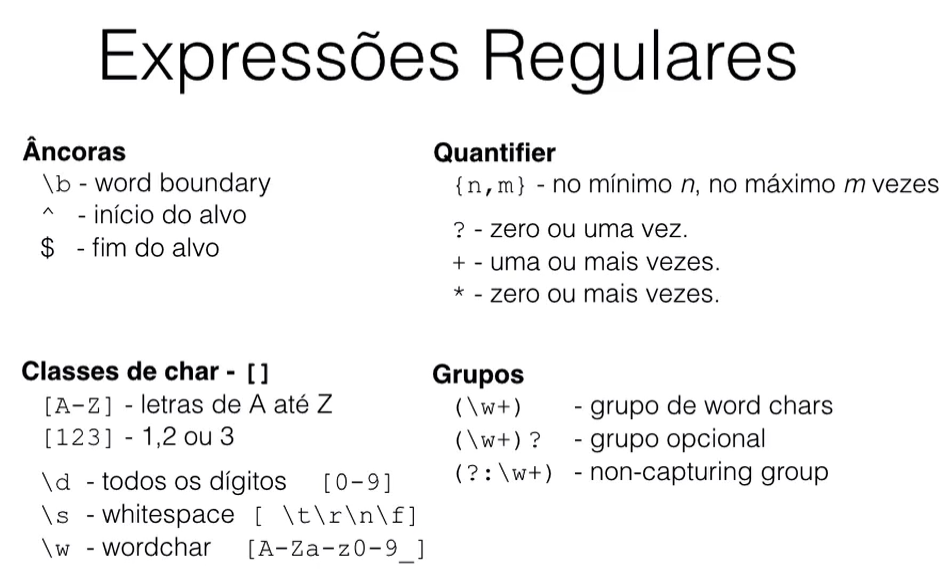 Expressões Regulares
Âncoras
\b - word boundary
^ - início do alvo
$ - fim do alvo
Quantifier
{n,m} - no mínimo n, no máximo m vezes
? - zero ou uma vez.
+ - uma ou mais vezes.
* - zero ou mais vezes.
Classes de char - []
[A-Z] - letras de A até Z
[123] - 1,2 ou 3
\d - todos os dígitos [0-9]
\s - whitespace [ \t\r\n\f]
\w - wordchar [A-Za-z0-9_]
Grupos
(\w+) - grupo de word chars
(\w+)? - grupo opcional
(?:\w+) - non-capturing group